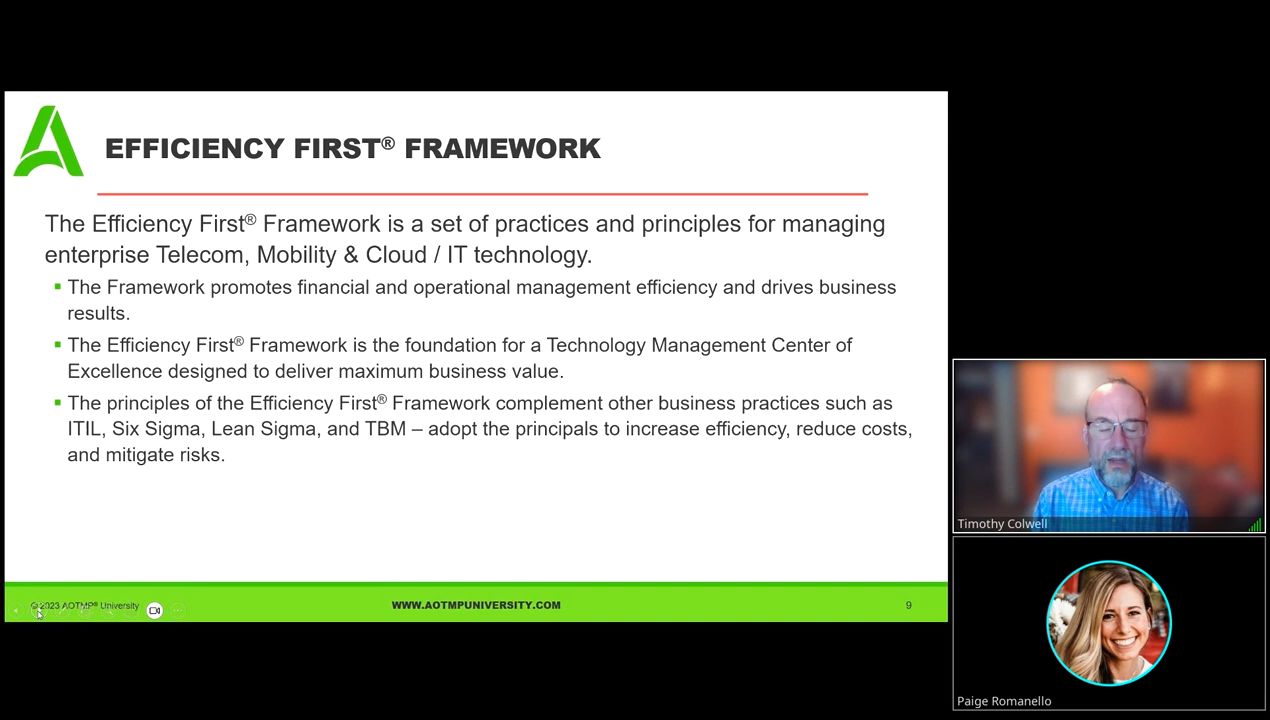 EFFICIENCY FIRST® FRAMEWORK
The Efficiency First® Framework is a set of practices and principles for managing
enterprise Telecom, Mobility & Cloud / IT technology.
The Framework promotes financial and operational management efficiency and drives business
results.
The Efficiency First® Framework is the foundation for a Technology Management Center of
Excellence designed to deliver maximum business value.
The principles of the Efficiency First® Framework complement other business practices such as
ITIL, Six Sigma, Lean Sigma, and TBM – adopt the principals to increase efficiency, reduce costs,
and mitigate risks.
© 2023 AOTMP® University
WWW.AOTMPUNIVERSITY.COM
9
Timothy Colwell
Paige Romanello